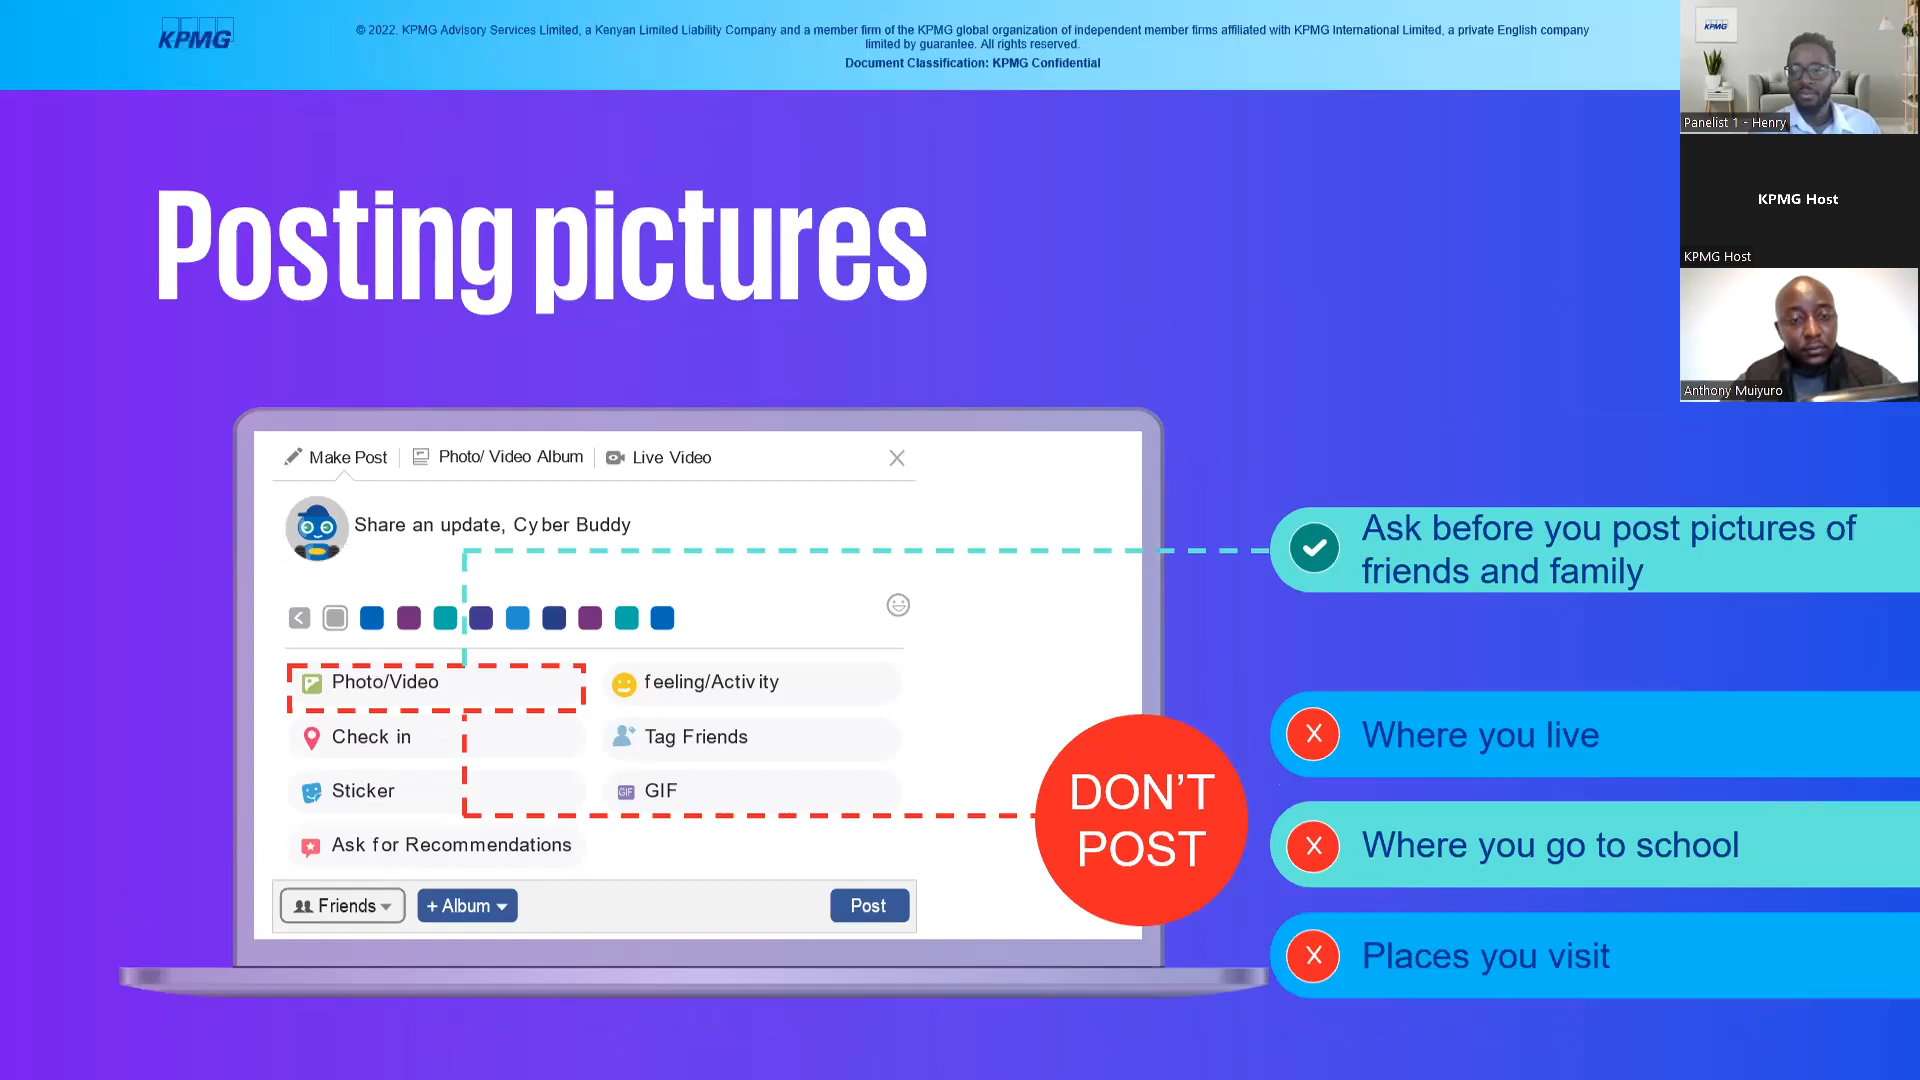 KPMG
© 2022. KPMG Advisory Services Limited, a Kenyan Limited Liability Company and a member firm of the KPMG global organization of independent member firms affiliated with KPMG International Limited, a private English company
limited by guarantee. All rights reserved.
Document Classification: KPMG Confidential
KPMG
Panelist 1 - Henry
KPMG Host
KPMG Host
Anthony Muiyuro
Posting pictures
Make Post
Photo/ Video Album
Live Video
Share an update, Cyber Buddy
Photo/Video
feeling/Activity
Check in
Tag Friends
Sticker
GIF
GIF
Ask for Recommendations
Friends
+ Album
Post
Ask before you post pictures of
friends and family
DON'T
POST
X
Where you live
X
Where you go to school
X
Places you visit